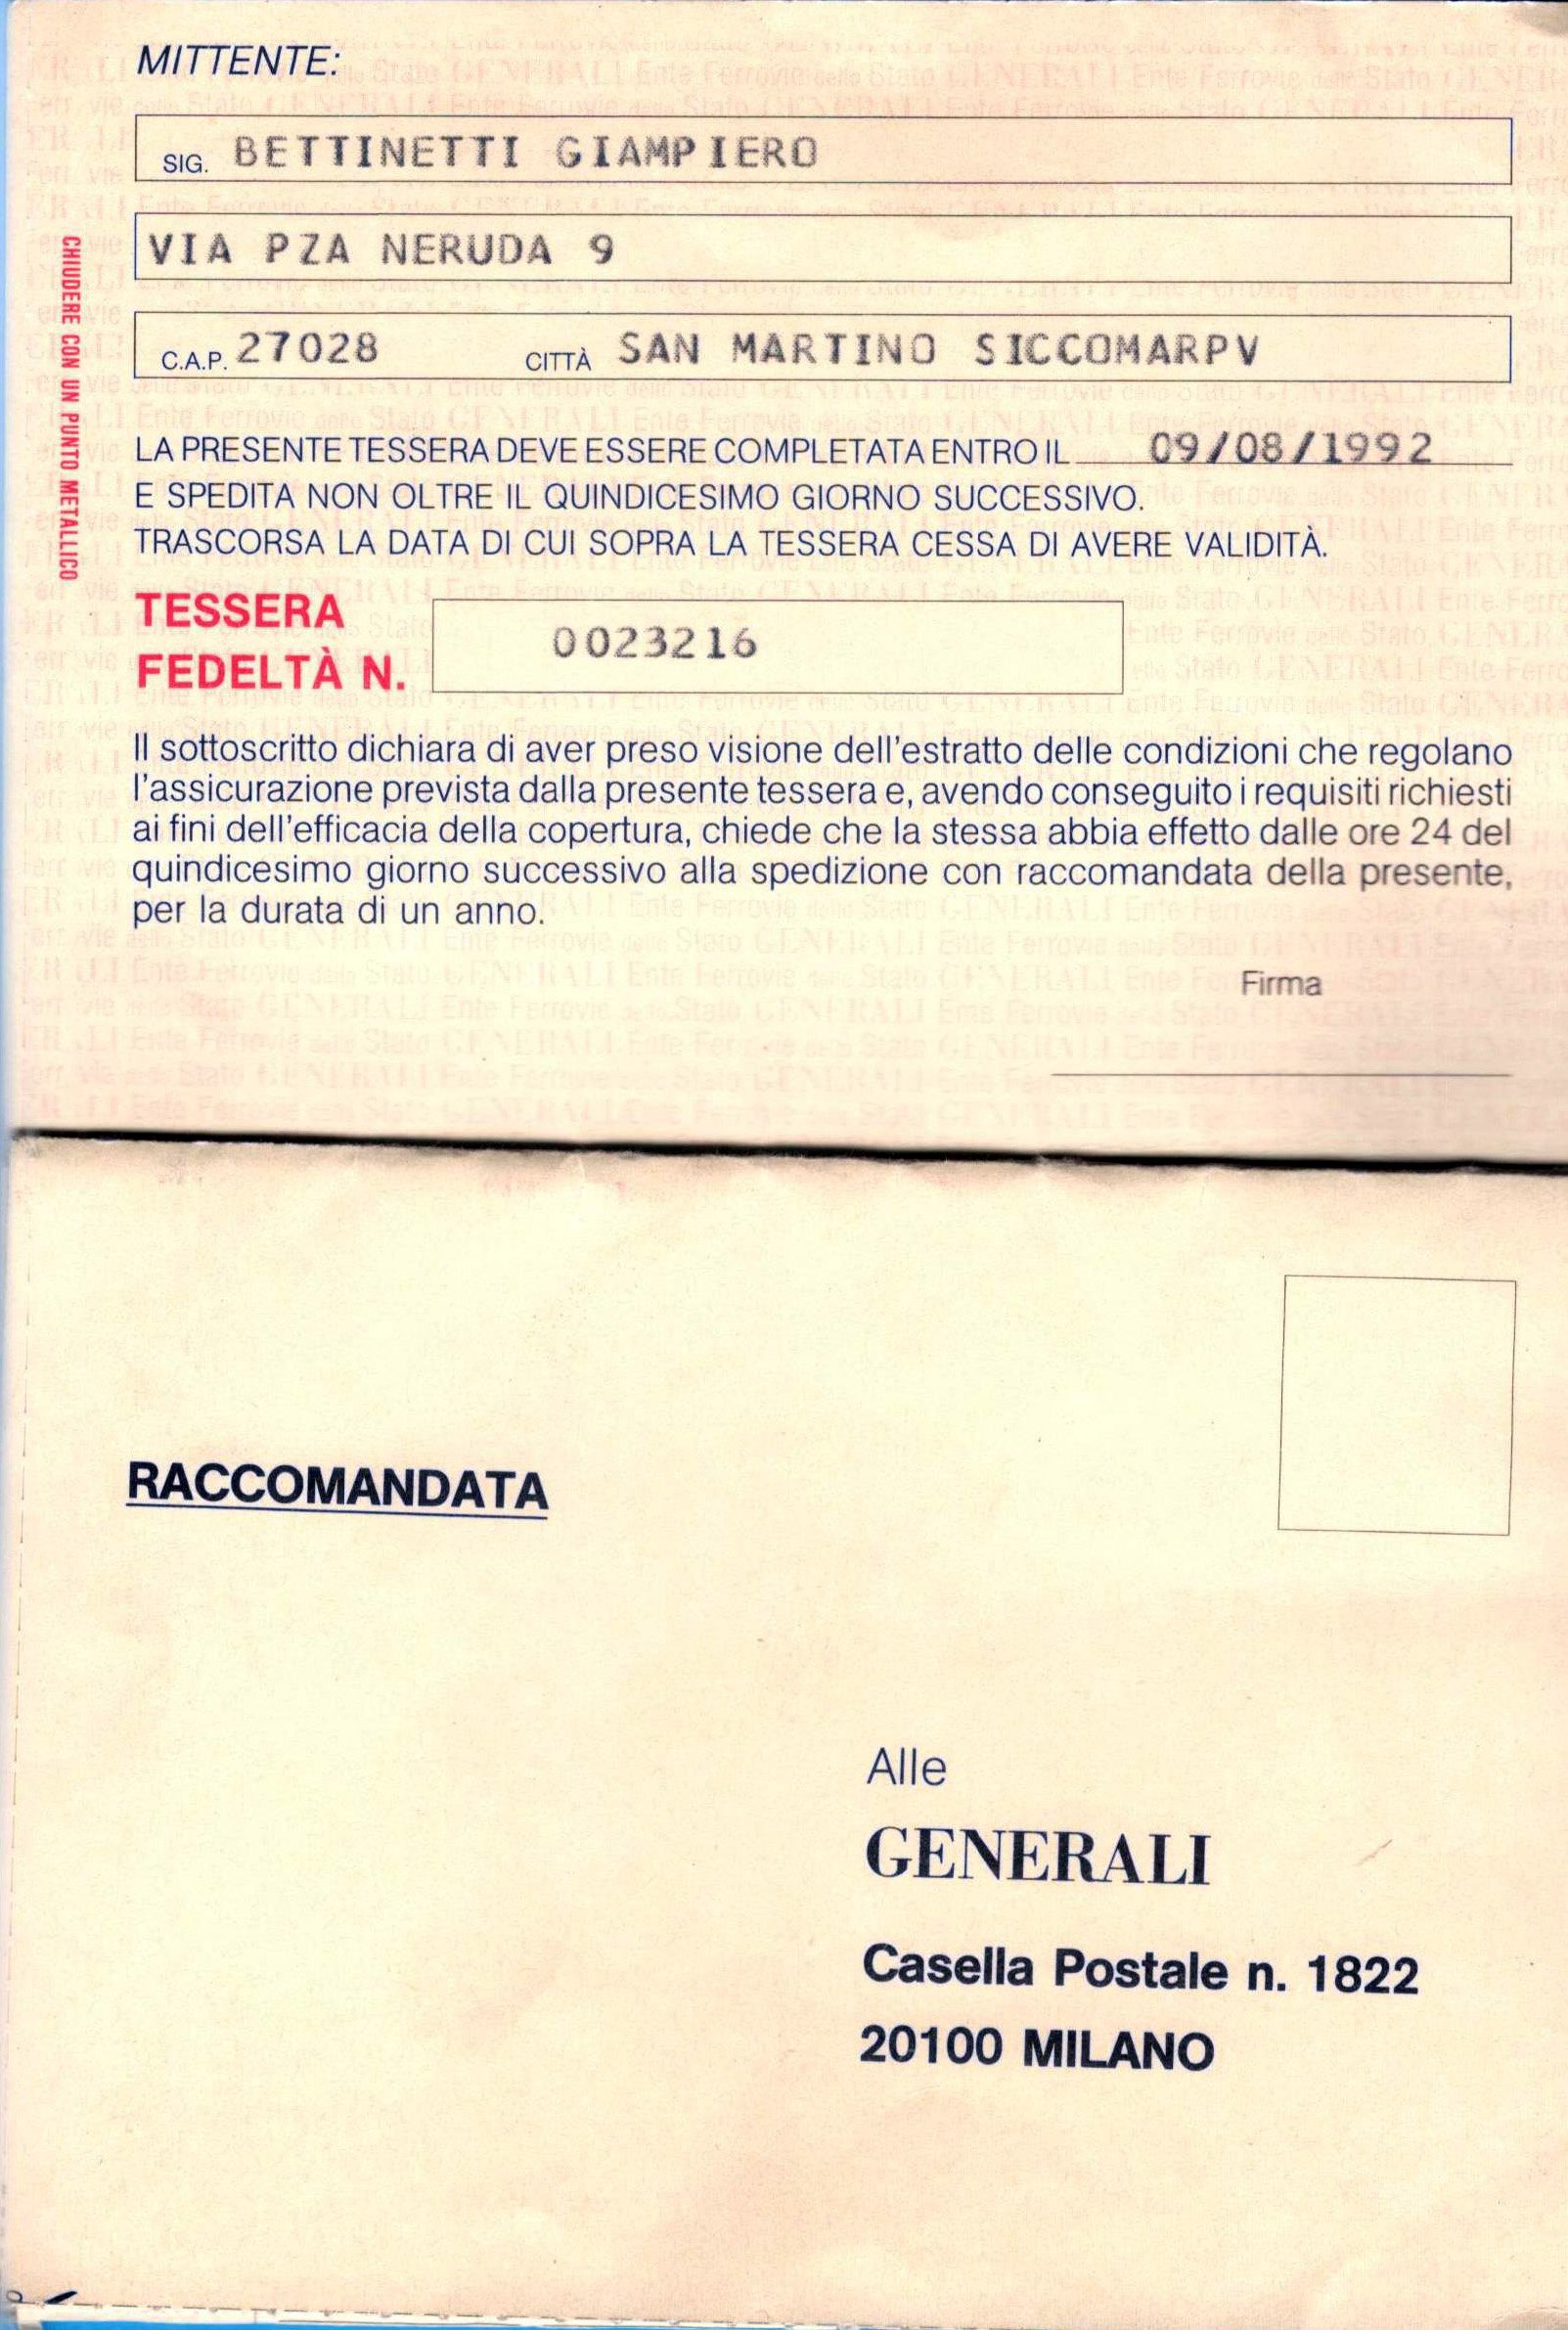 MITTENTE:
SIG. BETTINETTI GIAMPIERO
VIA PZA NERUDA 9
C.A.P. 27028 CITTÀ SAN MARTINO SICCOMARPV
CHIUDERE CON UN PUNTO METALLICO
LA PRESENTE TESSERA DEVE ESSERE COMPLETATA ENTRO IL 09/08/1992
E SPEDITA NON OLTRE IL QUINDICESIMO GIORNO SUCCESSIVO.
TRASCORSA LA DATA DI CUI SOPRA LA TESSERA CESSA DI AVERE VALIDITÀ.
TESSERA
FEDELTÀ N. 0023216
Il sottoscritto dichiara di aver preso visione dell'estratto delle condizioni che regolano
l'assicurazione prevista dalla presente tessera e, avendo conseguito i requisiti richiesti
ai fini dell'efficacia della copertura, chiede che la stessa abbia effetto dalle ore 24 del
quindicesimo giorno successivo alla spedizione con raccomandata della presente,
per la durata di un anno.
Firma
RACCOMANDATA
Alle
GENERALI
Casella Postale n. 1822
20100 MILANO